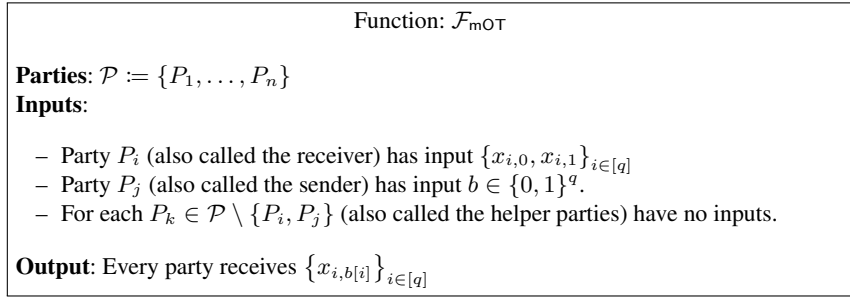 Function: $\mathcal{F}_{\mathsf{mOT}}$
**Parties**: $\mathcal{P} := \{P_1, \ldots, P_n\}$
**Inputs**:
– Party $P_i$ (also called the receiver) has input $\{x_{i,0}, x_{i,1}\}_{i \in [q]}$
– Party $P_j$ (also called the sender) has input $b \in \{0, 1\}^q$.
– For each $P_k \in \mathcal{P} \setminus \{P_i, P_j\}$ (also called the helper parties) have no inputs.
**Output**: Every party receives $\{x_{i,b[i]}\}_{i \in [q]}$